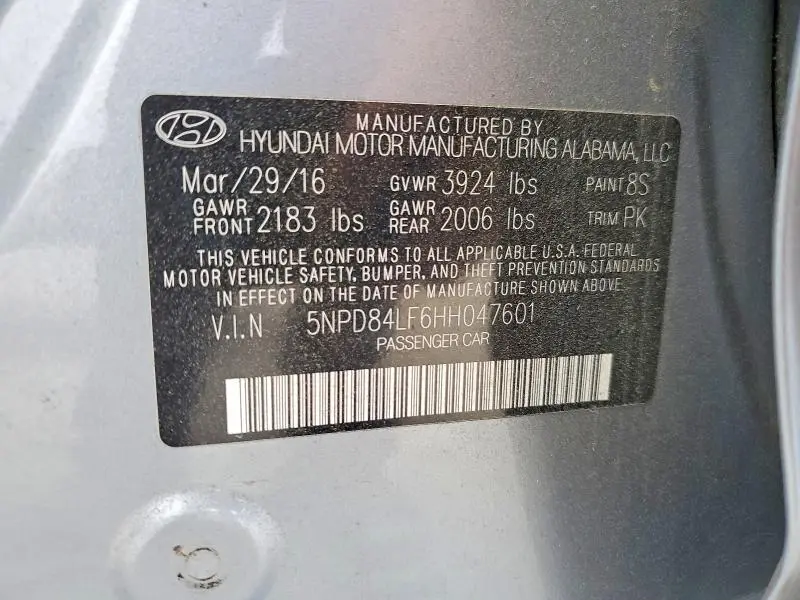 MANUFACTURED BY
HYUNDAI MOTOR MANUFACTURING ALABAMA, LLC
Mar/29/16 GVWR 3924 lbs PAINT 8S
GAWR FRONT 2183 lbs GAWR REAR 2006 lbs TRIM PK
THIS VEHICLE CONFORMS TO ALL APPLICABLE U.S.A. FEDERAL
MOTOR VEHICLE SAFETY, BUMPER, AND THEFT PREVENTION STANDARDS
IN EFFECT ON THE DATE OF MANUFACTURE SHOWN ABOVE.
V.I.N 5NPD84LF6HH047601
PASSENGER CAR